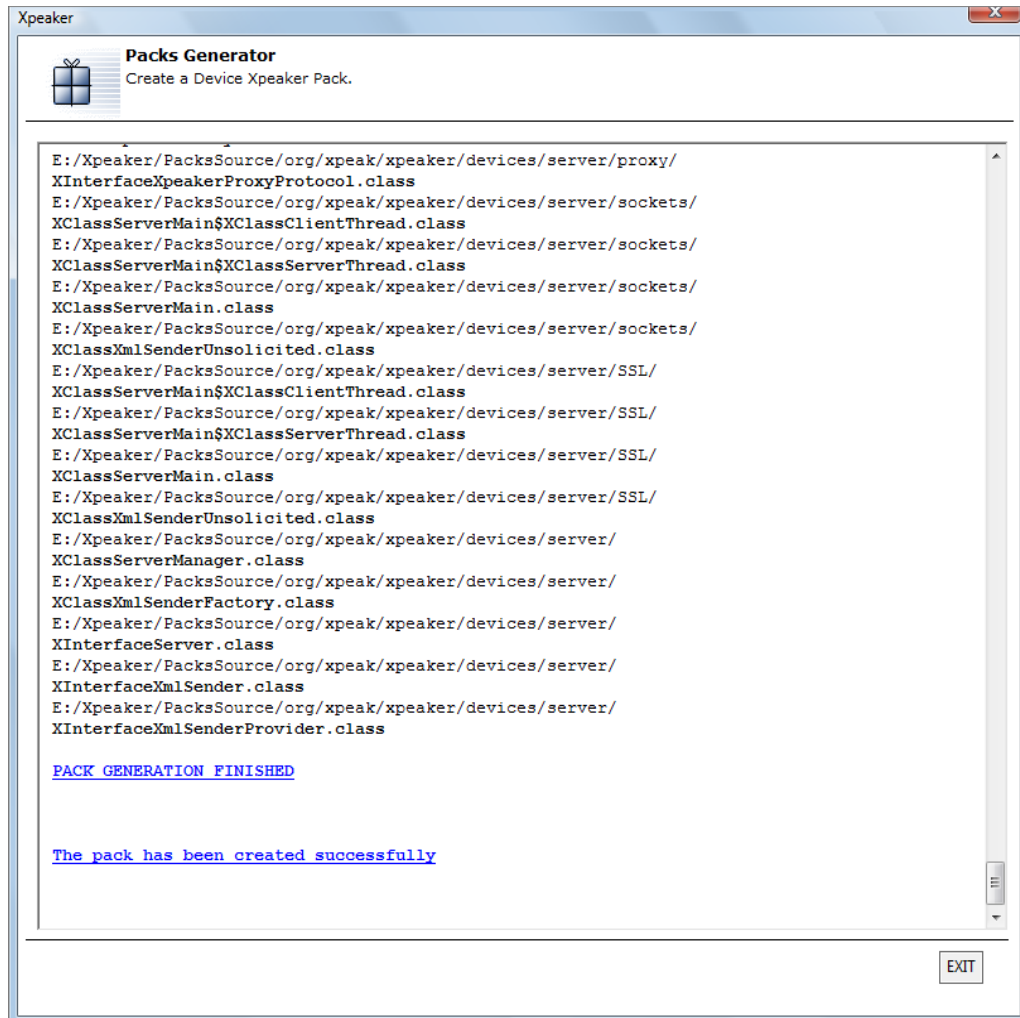 Xpeaker
Packs Generator
Create a Device Xpeaker Pack.
E:/Xpeaker/PacksSource/org/xpeak/xpeaker/devices/server/proxy/
XInterfaceXpeakerProxyProtocol.class
E:/Xpeaker/PacksSource/org/xpeak/xpeaker/devices/server/sockets/
XClassServerMain$XClassClientThread.class
E:/Xpeaker/PacksSource/org/xpeak/xpeaker/devices/server/sockets/
XClassServerMain$XClassServerThread.class
E:/Xpeaker/PacksSource/org/xpeak/xpeaker/devices/server/sockets/
XClassServerMain.class
E:/Xpeaker/PacksSource/org/xpeak/xpeaker/devices/server/sockets/
XClassXmlSenderUnsolicited.class
E:/Xpeaker/PacksSource/org/xpeak/xpeaker/devices/server/SSL/
XClassServerMain$XClassClientThread.class
E:/Xpeaker/PacksSource/org/xpeak/xpeaker/devices/server/SSL/
XClassServerMain$XClassServerThread.class
E:/Xpeaker/PacksSource/org/xpeak/xpeaker/devices/server/SSL/
XClassServerMain.class
E:/Xpeaker/PacksSource/org/xpeak/xpeaker/devices/server/SSL/
XClassXmlSenderUnsolicited.class
E:/Xpeaker/PacksSource/org/xpeak/xpeaker/devices/server/
XClassServerManager.class
E:/Xpeaker/PacksSource/org/xpeak/xpeaker/devices/server/
XClassXmlSenderFactory.class
E:/Xpeaker/PacksSource/org/xpeak/xpeaker/devices/server/
XInterfaceServer.class
E:/Xpeaker/PacksSource/org/xpeak/xpeaker/devices/server/
XInterfaceXmlSender.class
E:/Xpeaker/PacksSource/org/xpeak/xpeaker/devices/server/
XInterfaceXmlSenderProvider.class
PACK GENERATION FINISHED
The pack has been created successfully
EXIT